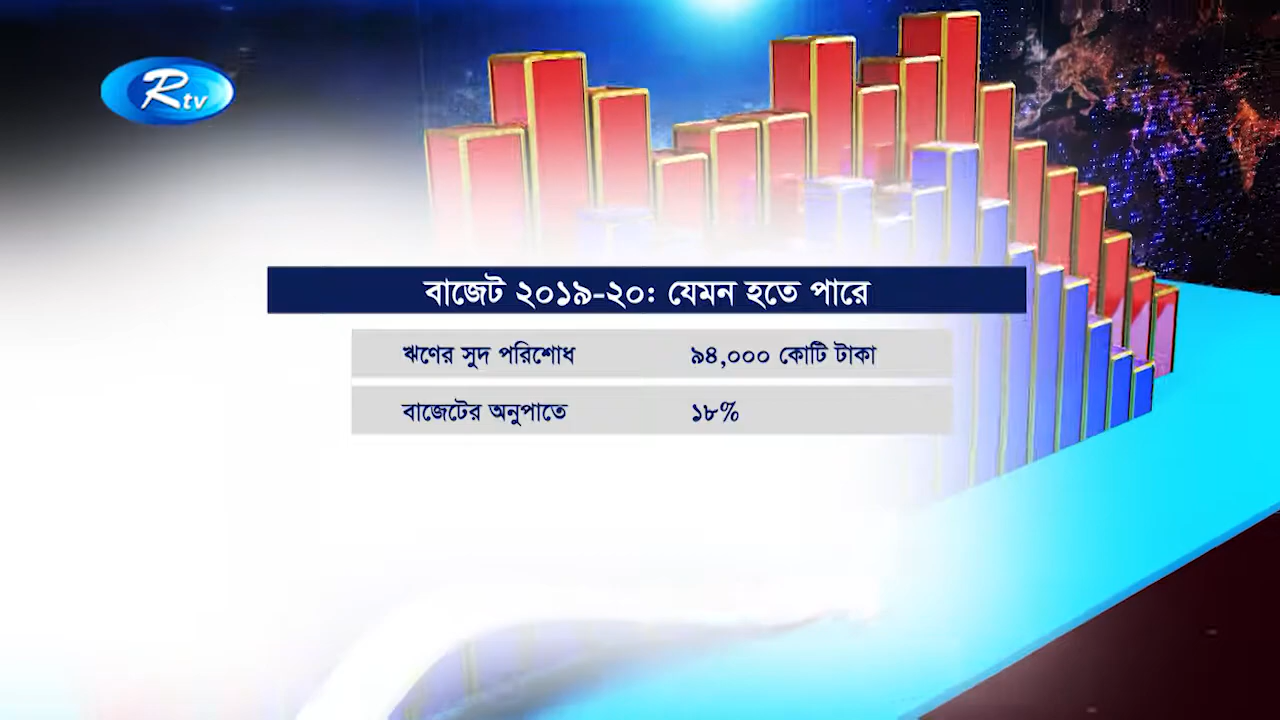 Rtv
বাজেট ২০১৯-২০: যেমন হতে পারে
ঋণের সুদ পরিশোধ ৯৪,০০০ কোটি টাকা
বাজেটের অনুপাতে ১৮%